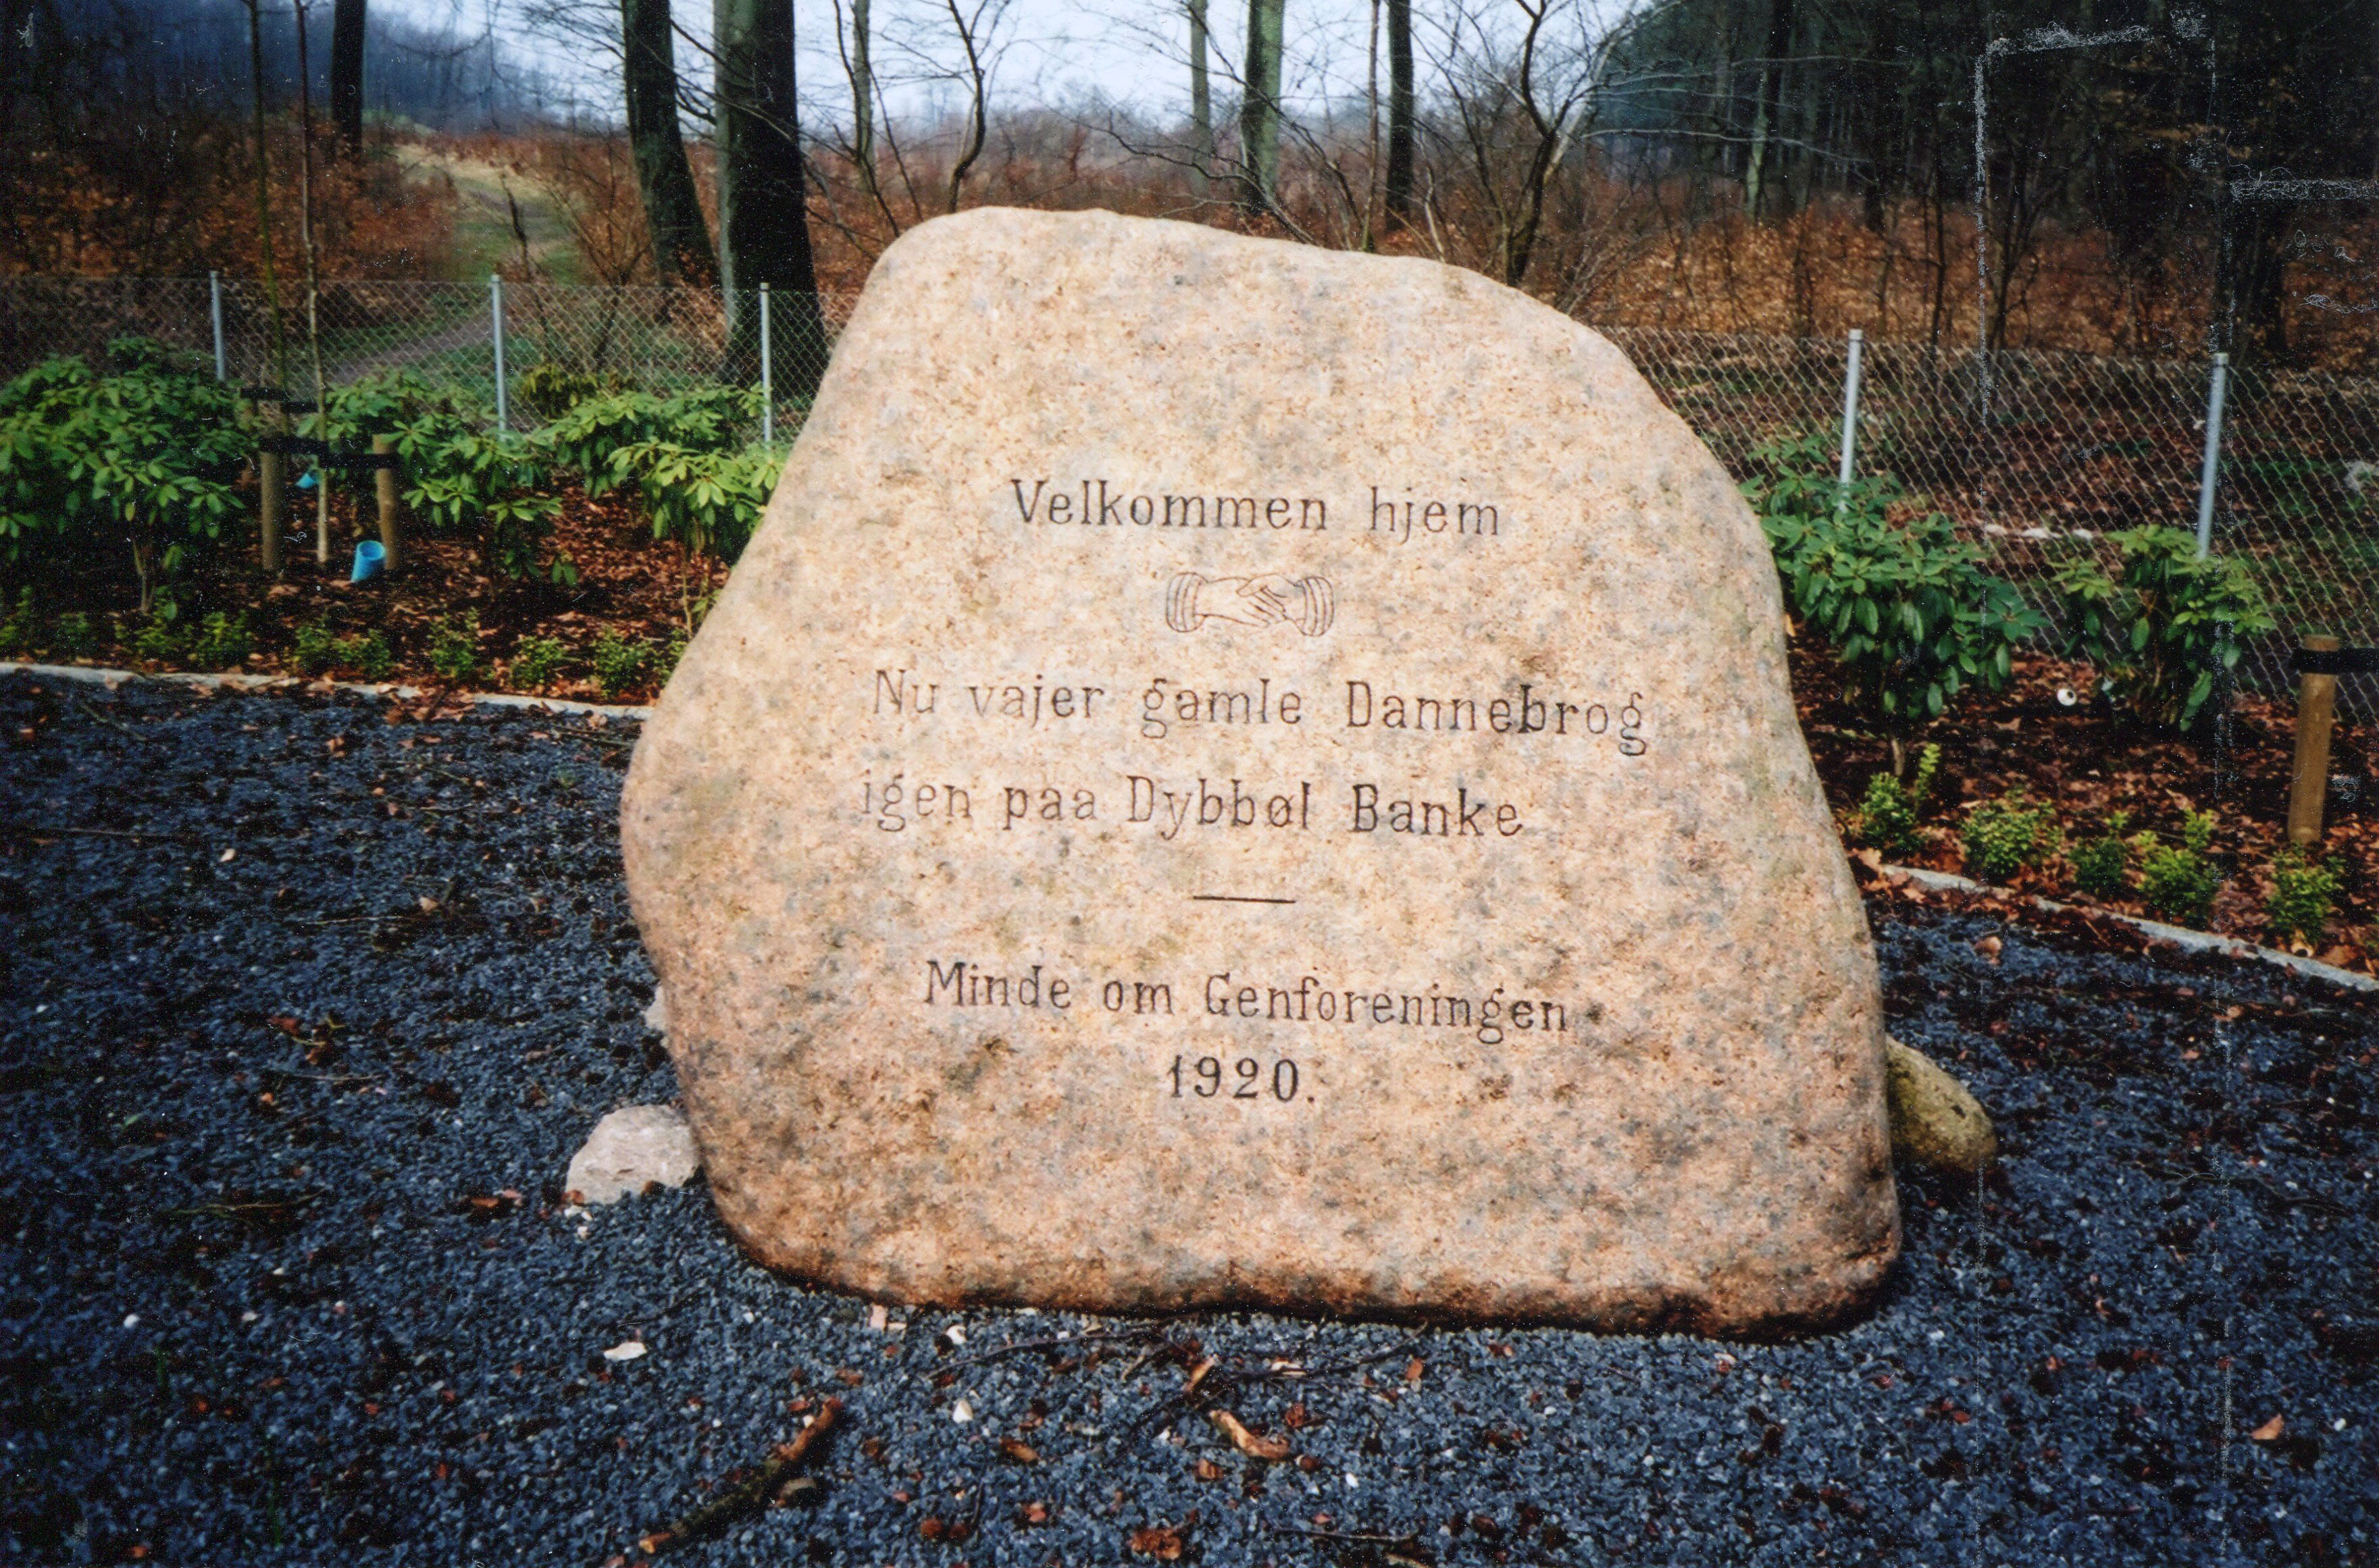 Velkommen hjem
Nu vajer gamle Dannebrog
igen paa Dybbøl Banke
Minde om Genforeningen
1920.